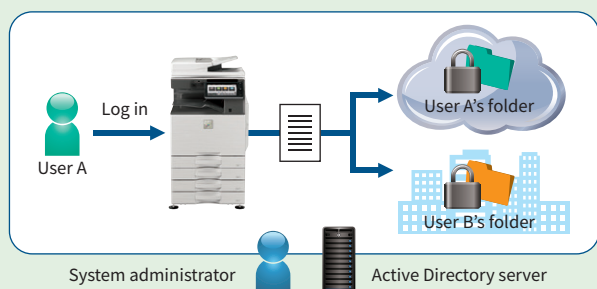 Log in
User A
User A's folder
User B's folder
System administrator
Active Directory server